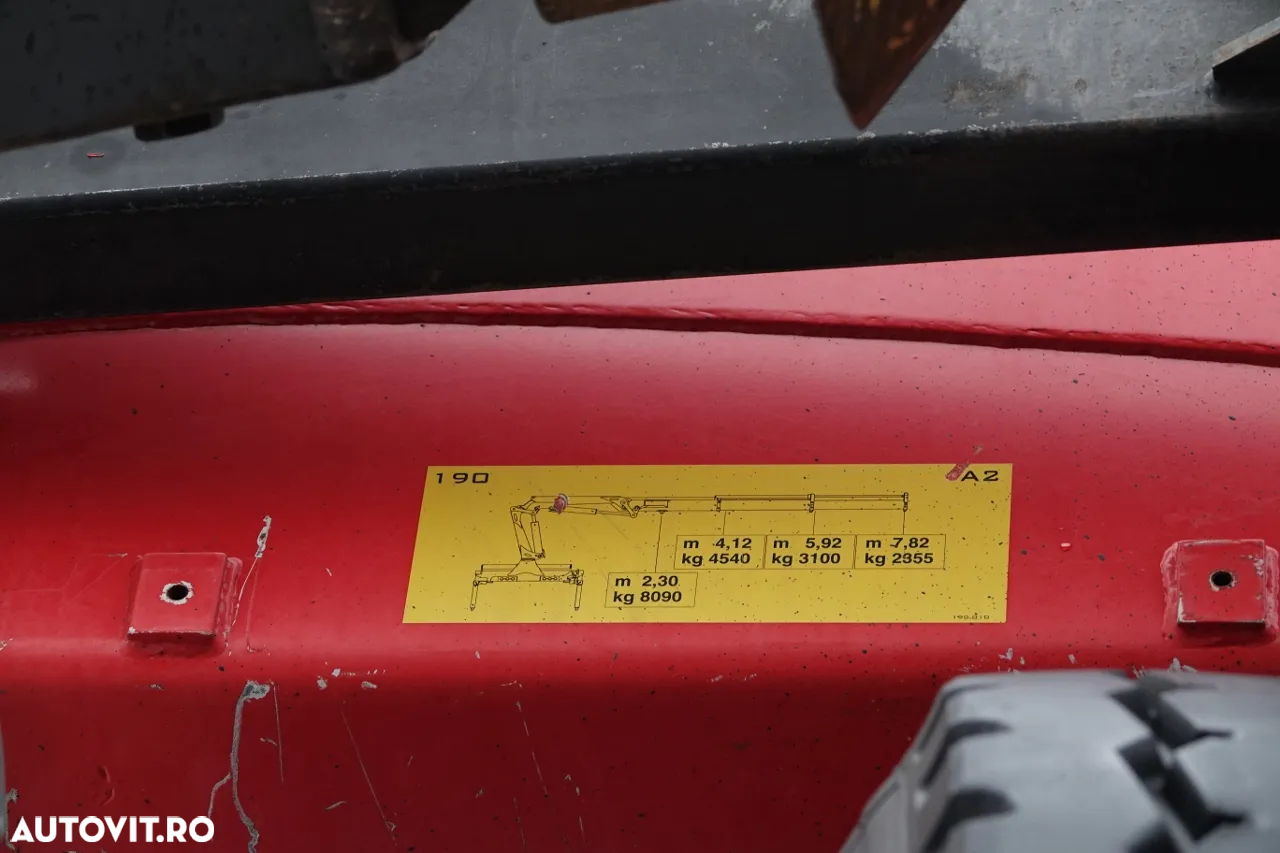 190 A2
m 4,12 m 5,92 m 7,82
kg 4540 kg 3100 kg 2355
m 2,30
kg 8090
AUTOVIT.RO